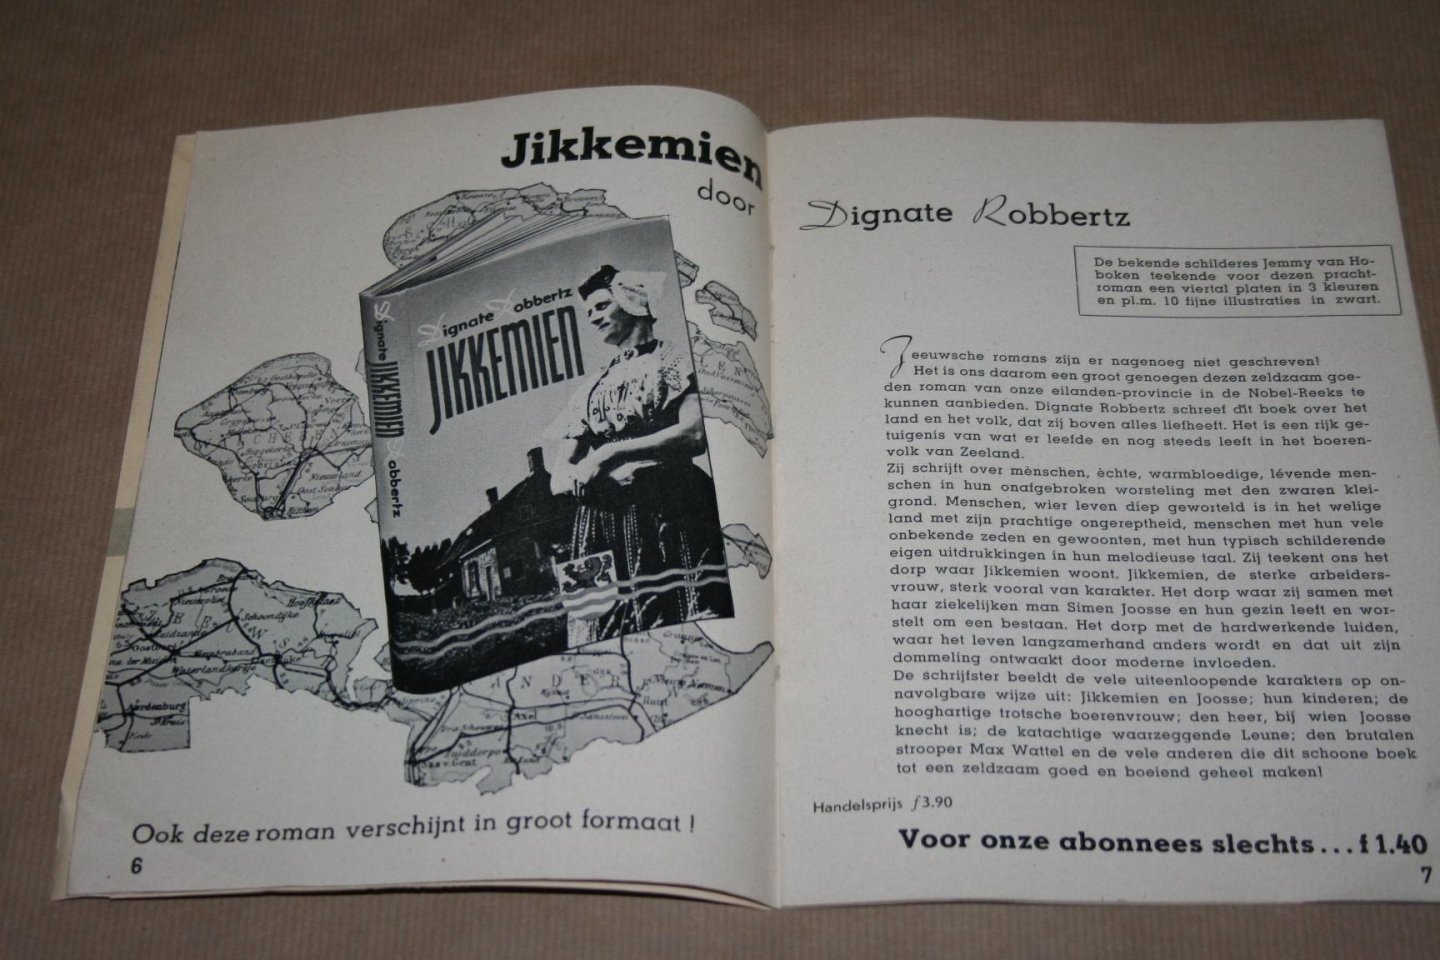 Jikkemien
door
Dignate Robbertz
JIKKEMIEN
Dignate
JIKKEMIEN
Robbertz
Ook deze roman verschijnt in groot formaat !
6
Dignate Robbertz
De bekende schilderes Jemmy van Ho-
boken teekende voor dezen pracht-
roman een viertal platen in 3 kleuren
en pl.m. 10 fijne illustraties in zwart.
Zeeuwsche romans zijn er nagenoeg niet geschreven!
Het is ons daarom een groot genoegen dezen zeldzaam goe-
den roman van onze eilanden-provincie in de Nobel-Reeks te
kunnen aanbieden. Dignate Robbertz schreef dit boek over het
land en het volk, dat zij boven alles liefheeft. Het is een rijk ge-
tuigenis van wat er leefde en nog steeds leeft in het boeren-
volk van Zeeland.
Zij schrijft over mènschen, èchte, warmbloedige, lévende men-
schen in hun onafgebroken worsteling met den zwaren klei-
grond. Menschen, wier leven diep geworteld is in het welige
land met zijn prachtige ongereptheid, menschen met hun vele
onbekende zeden en gewoonten, met hun typisch schilderende
eigen uitdrukkingen in hun melodieuse taal. Zij teekent ons het
dorp waar Jikkemien woont. Jikkemien, de sterke arbeiders-
vrouw, sterk vooral van karakter. Het dorp waar zij samen met
haar ziekelijken man Simen Joosse en hun gezin leeft en wor-
stelt om een bestaan. Het dorp met de hardwerkende luiden,
waar het leven langzamerhand anders wordt en dat uit zijn
dommeling ontwaakt door moderne invloeden.
De schrijfster beeldt de vele uiteenloopende karakters op on-
navolgbare wijze uit: Jikkemien en Joosse; hun kinderen; de
hooghartige trotsche boerenvrouw; den heer, bij wien Joosse
knecht is; de katachtige waarzeggende Leune; den brutalen
strooper Max Wattel en de vele anderen die dit schoone boek
tot een zeldzaam goed en boeiend geheel maken!
Handelsprijs f 3.90
Voor onze abonnees slechts... f 1.40
7